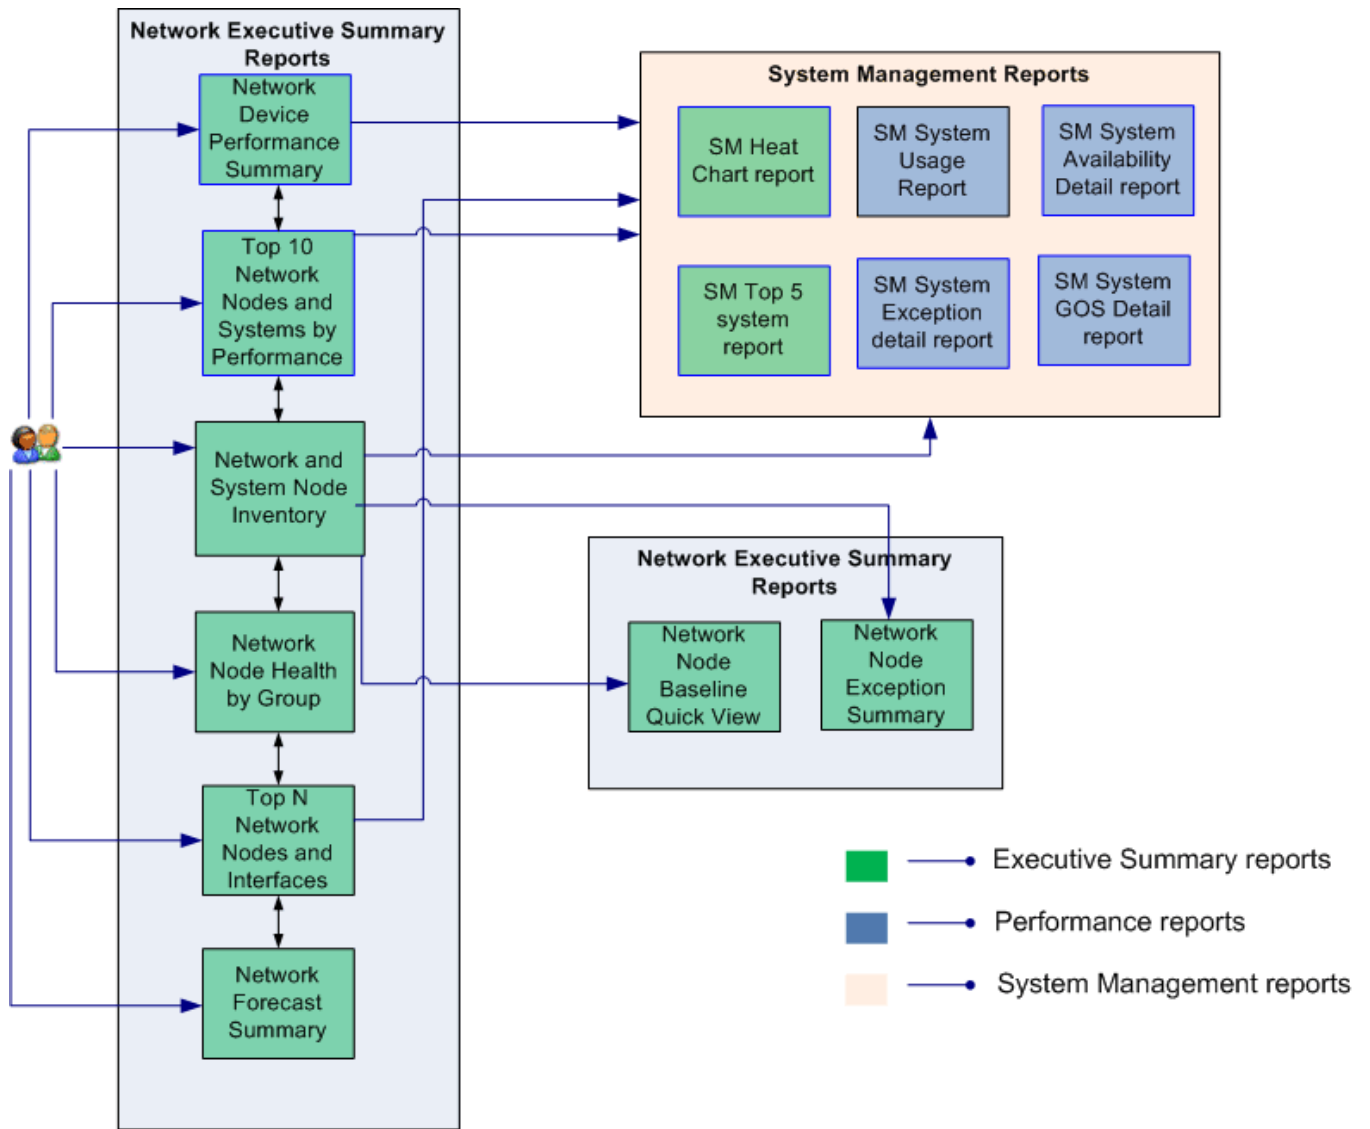 Network Executive Summary
Reports
Network
Device
Performance
Summary
Top 10
Network
Nodes and
Systems by
Performance
Network and
System Node
Inventory
Network
Node Health
by Group
Top N
Network
Nodes and
Interfaces
Network
Forecast
Summary
System Management Reports
SM Heat
Chart report
SM System
Usage
Report
SM System
Availability
Detail report
SM Top 5
system
report
SM System
Exception
detail report
SM System
GOS Detail
report
Network Executive Summary
Reports
Network
Node
Baseline
Quick View
Network
Node
Exception
Summary
Executive Summary reports
Performance reports
System Management reports